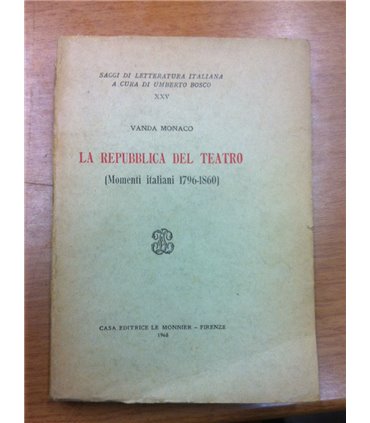 SAGGI DI LETTERATURA ITALIANA
A CURA DI UMBERTO BOSCO
XXV
VANDA MONACO
LA REPUBBLICA DEL TEATRO
(Momenti italiani 1796-1860)
CASA EDITRICE LE MONNIER - FIRENZE
1968